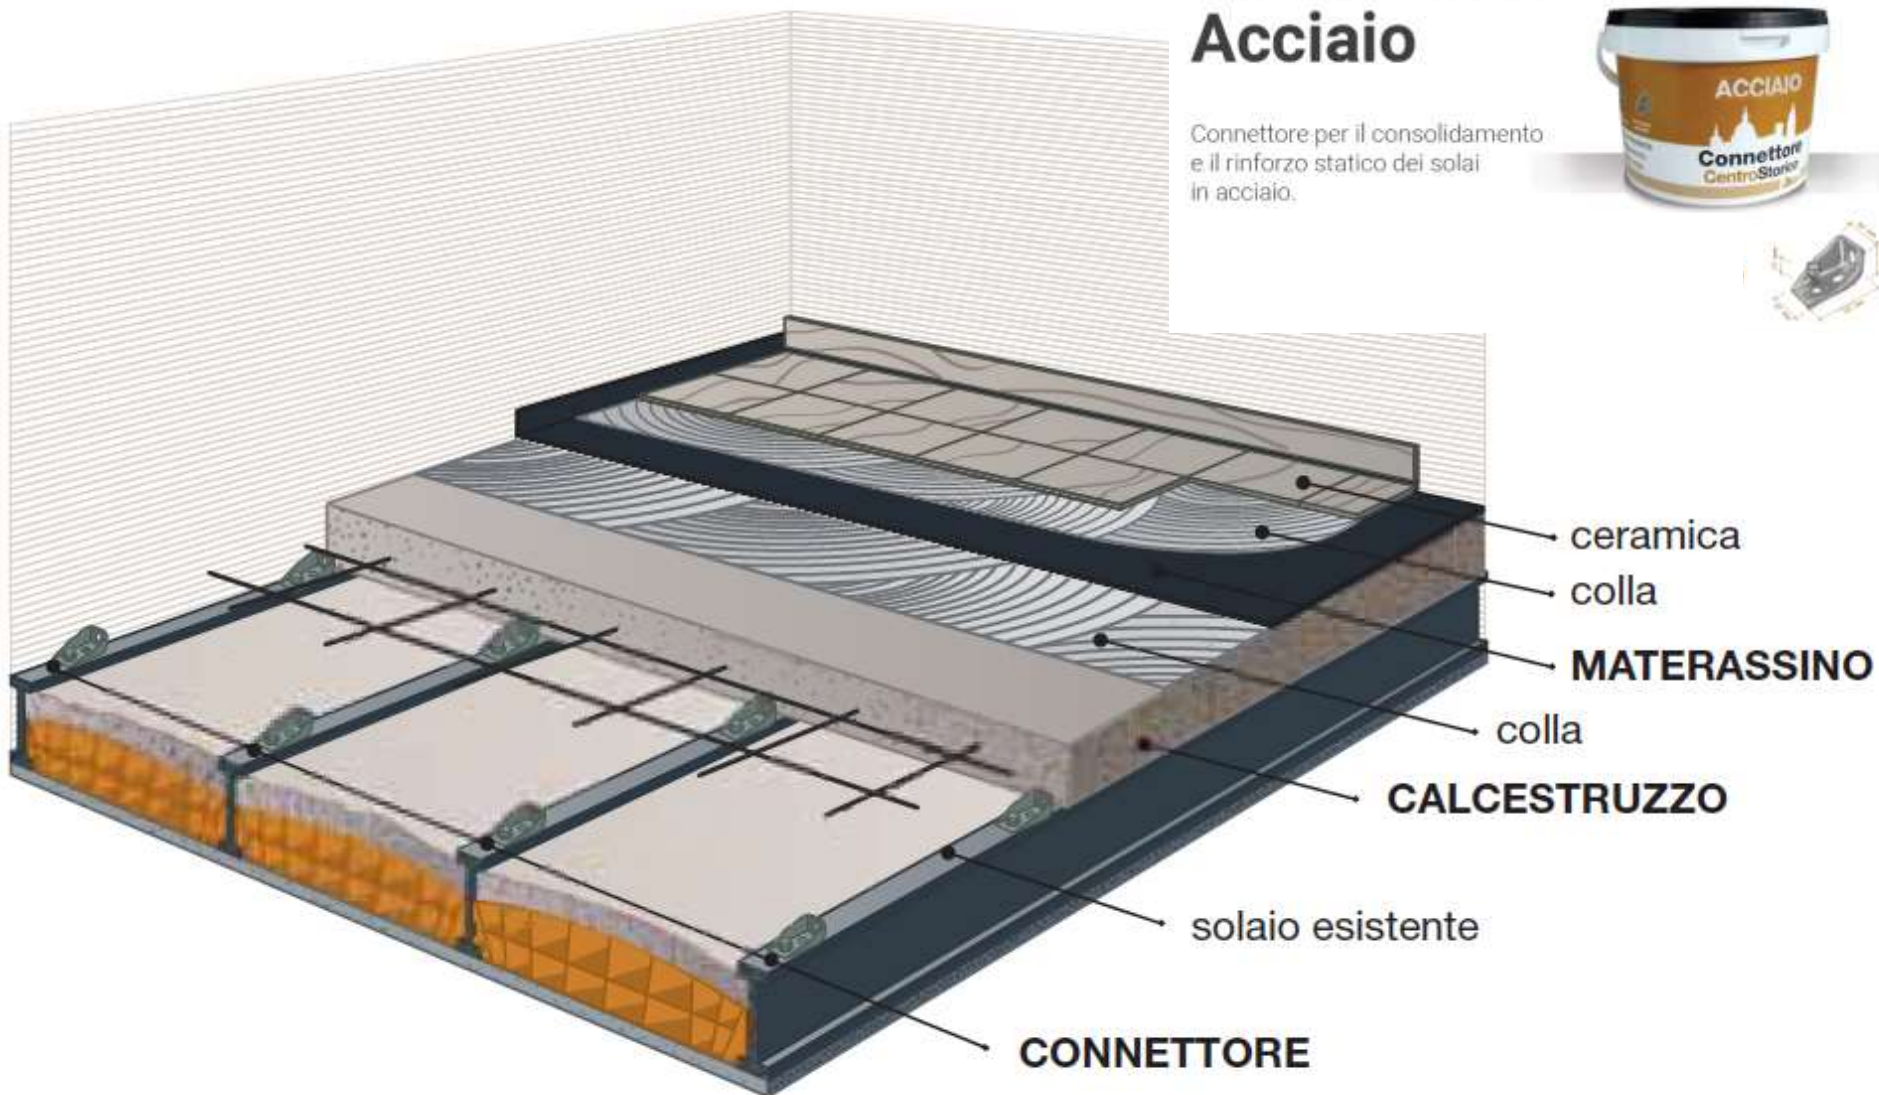 Acciaio
Connettore per il consolidamento
e il rinforzo statico dei solai
in acciaio.
ACCIAIO
Connettore
CentroStorico
ceramica
colla
MATERASSINO
colla
CALCESTRUZZO
solaio esistente
CONNETTORE